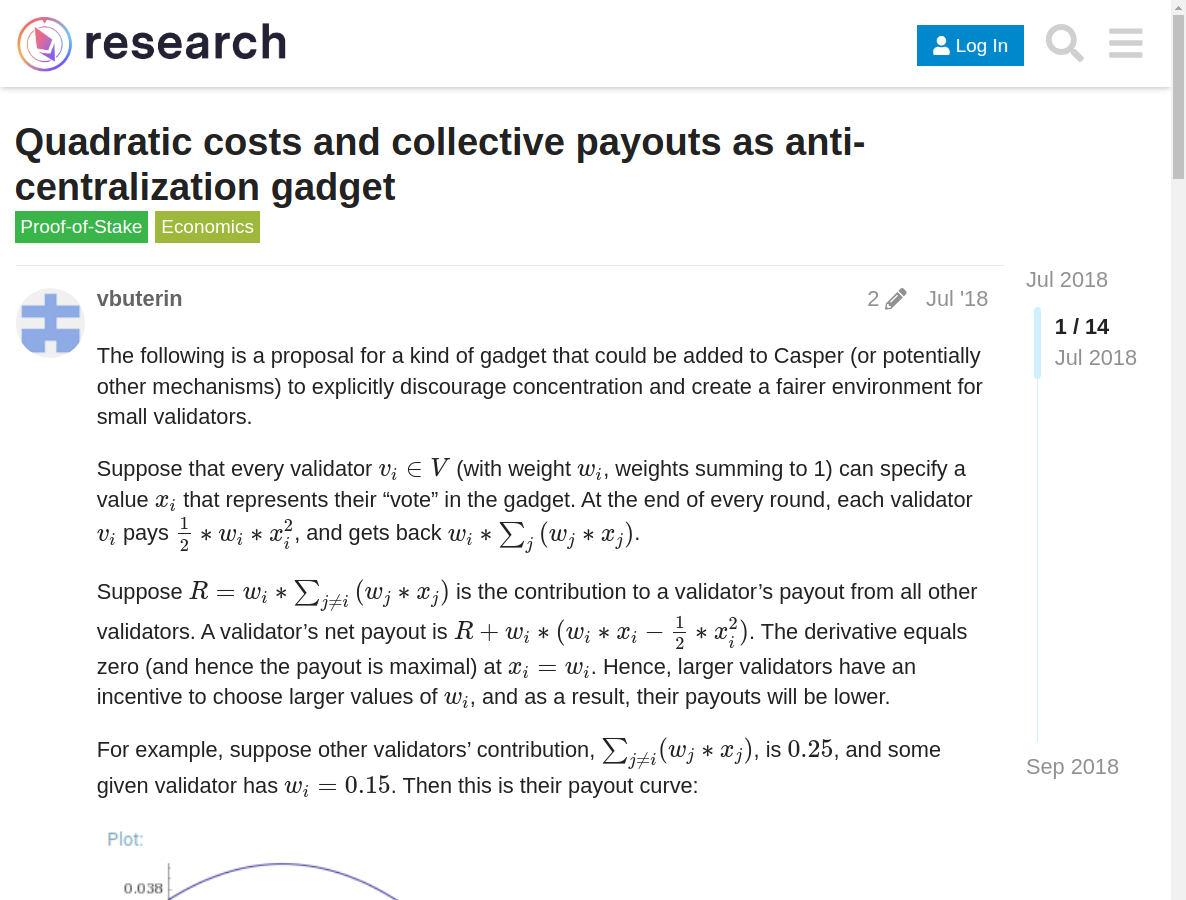 research
Log In
Quadratic costs and collective payouts as anti-
centralization gadget
Proof-of-Stake Economics
vbuterin 2 Jul '18
Jul 2018
1 / 14
Jul 2018
The following is a proposal for a kind of gadget that could be added to Casper (or potentially
other mechanisms) to explicitly discourage concentration and create a fairer environment for
small validators.
Suppose that every validator $v_i \in V$ (with weight $w_i$, weights summing to 1) can specify a
value $x_i$ that represents their “vote” in the gadget. At the end of every round, each validator
$v_i$ pays $\frac{1}{2} * w_i * x_i^2$, and gets back $w_i * \sum_j (w_j * x_j)$.
Suppose $R = w_i * \sum_{j \neq i} (w_j * x_j)$ is the contribution to a validator’s payout from all other
validators. A validator’s net payout is $R + w_i * (w_i * x_i - \frac{1}{2} * x_i^2)$. The derivative equals
zero (and hence the payout is maximal) at $x_i = w_i$. Hence, larger validators have an
incentive to choose larger values of $w_i$, and as a result, their payouts will be lower.
For example, suppose other validators’ contribution, $\sum_{j \neq i} (w_j * x_j)$, is 0.25, and some
given validator has $w_i = 0.15$. Then this is their payout curve:
Sep 2018
Plot:
0.038